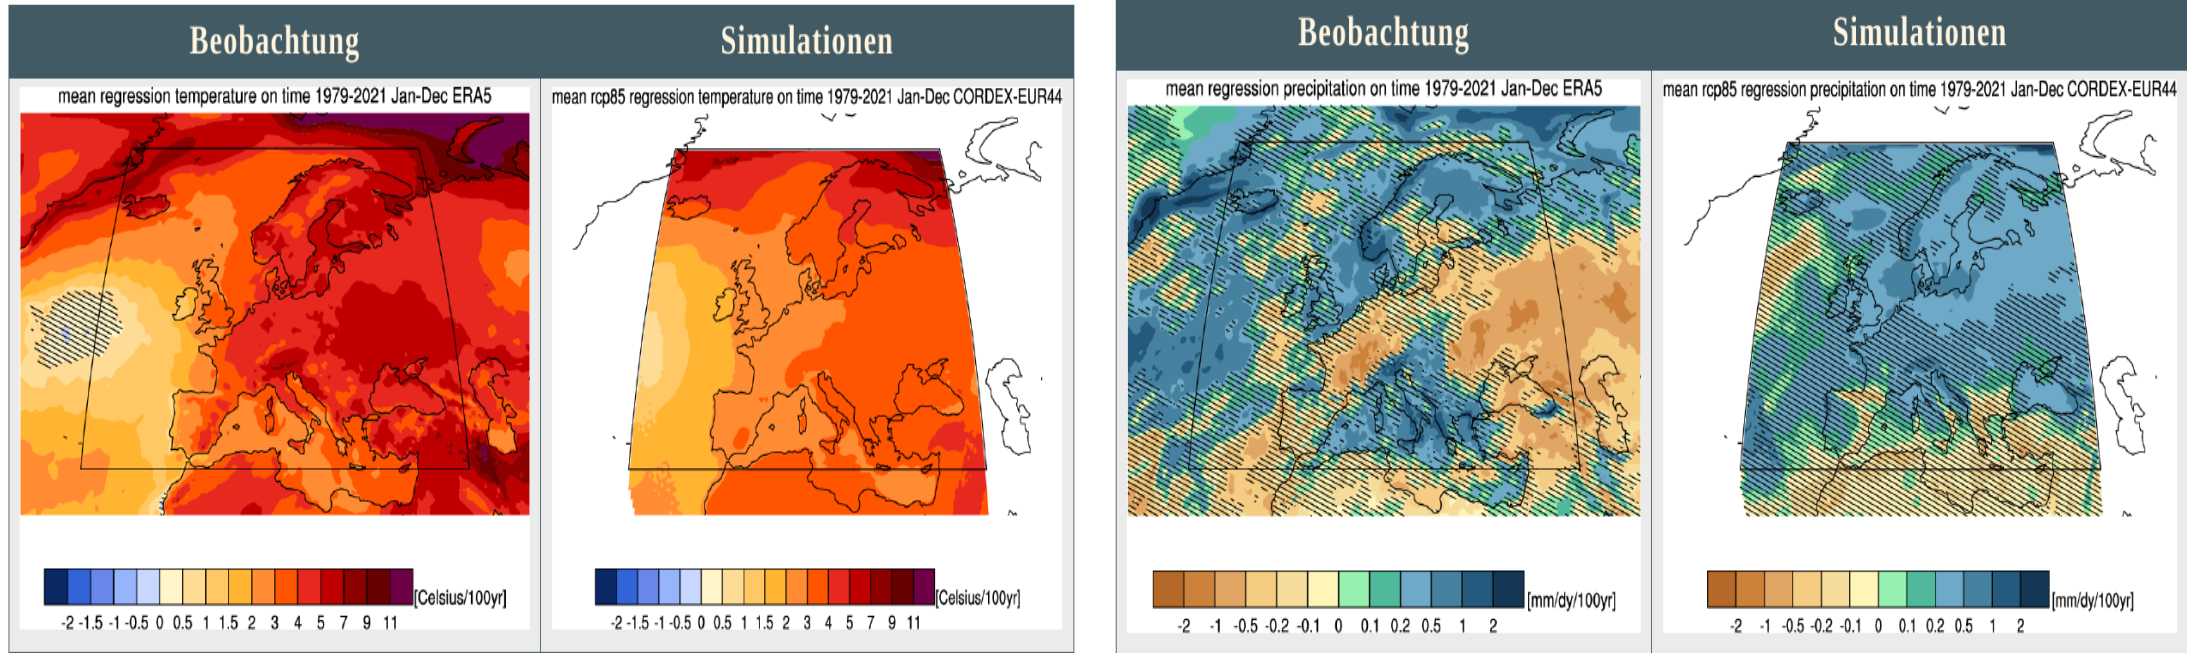 Beobachtung
Simulationen
mean regression temperature on time 1979-2021 Jan-Dec ERA5
mean rcp85 regression temperature on time 1979-2021 Jan-Dec CORDEX-EUR44
[Celsius/100yr]
-2 -1.5 -1 -0.5 0 0.5 1 1.5 2 3 4 5 7 9 11
[Celsius/100yr]
-2 -1.5 -1 -0.5 0 0.5 1 1.5 2 3 4 5 7 9 11
Beobachtung
Simulationen
mean regression precipitation on time 1979-2021 Jan-Dec ERA5
mean rcp85 regression precipitation on time 1979-2021 Jan-Dec CORDEX-EUR44
[mm/dy/100yr]
-2 -1 -0.5 -0.2 -0.1 0 0.1 0.2 0.5 1 2
[mm/dy/100yr]
-2 -1 -0.5 -0.2 -0.1 0 0.1 0.2 0.5 1 2